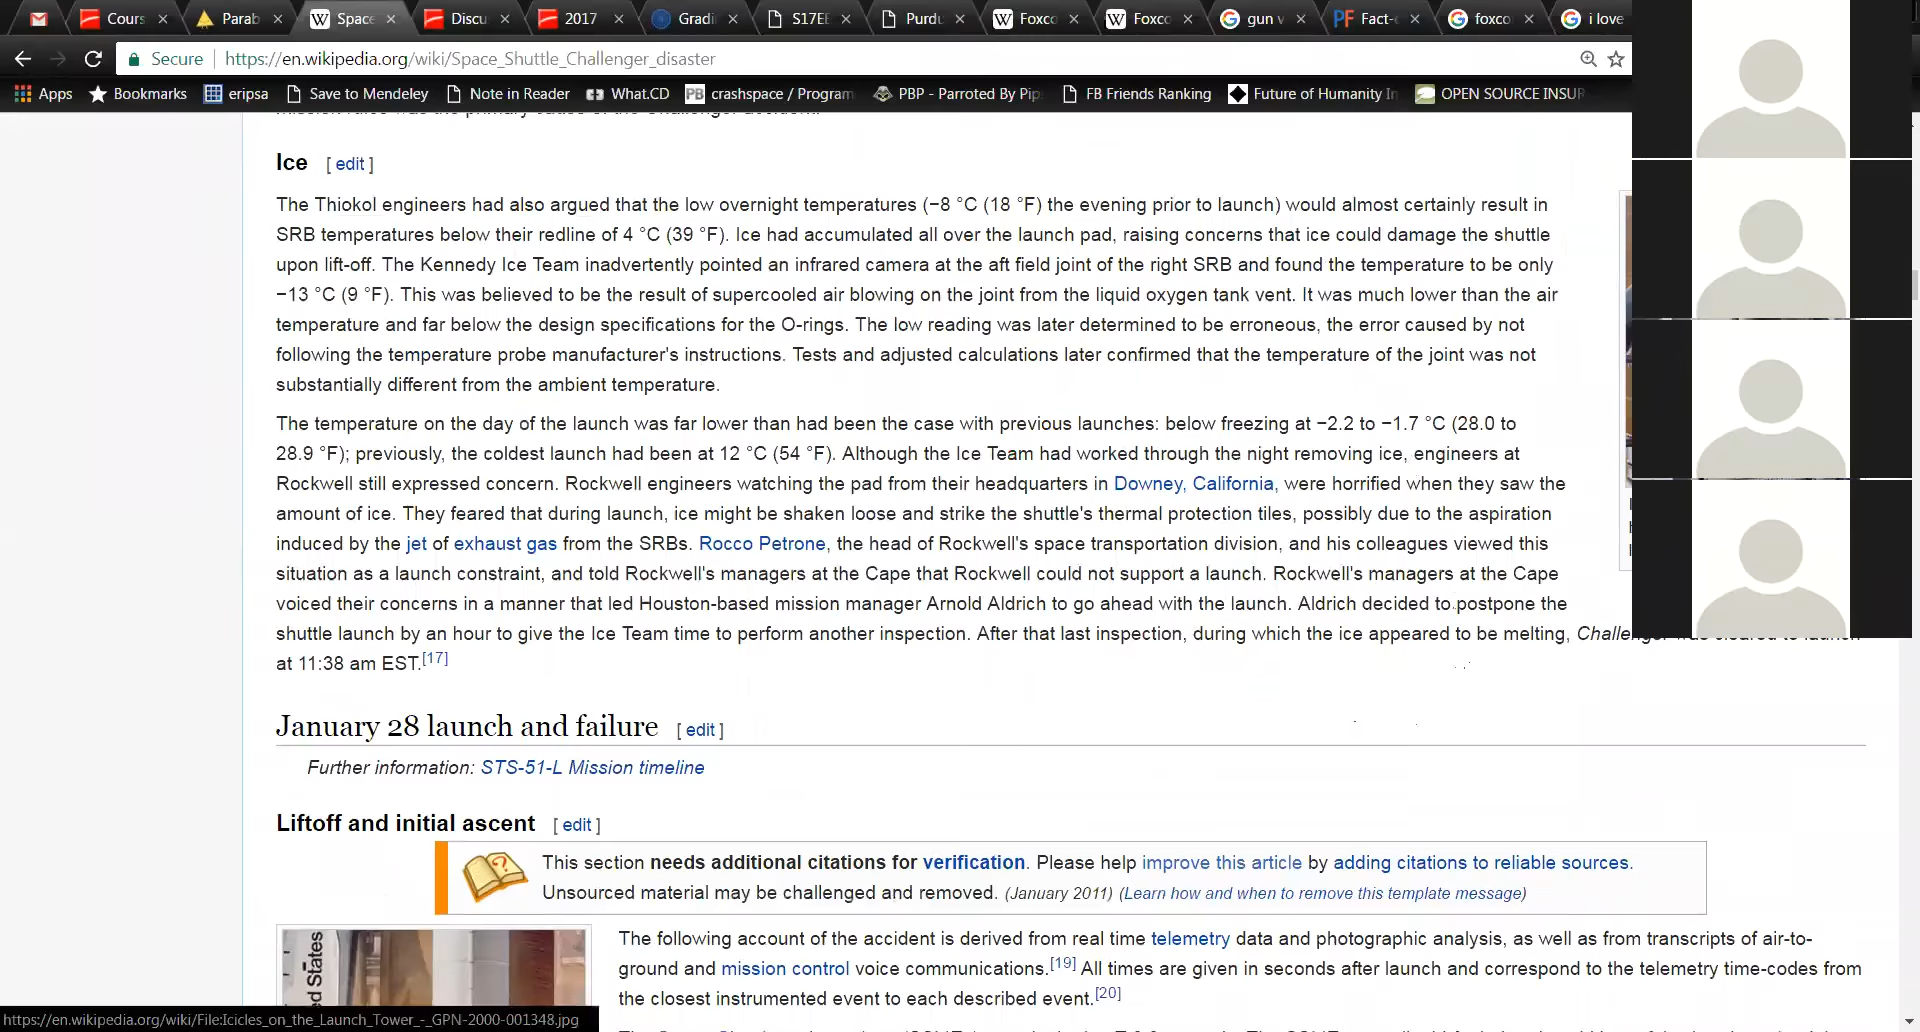 Cours
Parab
Space
Discu
2017
Gradi
S17EE
Purdu
Foxco
Foxco
gun v
Fact-
foxco
i love
Secure https://en.wikipedia.org/wiki/Space_Shuttle_Challenger_disaster
Apps Bookmarks eripsa Save to Mendeley Note in Reader What.CD crashspace / Program PBP - Parroted By Pip FB Friends Ranking Future of Humanity In OPEN SOURCE INSUR
Ice [ edit ]
The Thiokol engineers had also argued that the low overnight temperatures (−8 °C (18 °F) the evening prior to launch) would almost certainly result in
SRB temperatures below their redline of 4 °C (39 °F). Ice had accumulated all over the launch pad, raising concerns that ice could damage the shuttle
upon lift-off. The Kennedy Ice Team inadvertently pointed an infrared camera at the aft field joint of the right SRB and found the temperature to be only
−13 °C (9 °F). This was believed to be the result of supercooled air blowing on the joint from the liquid oxygen tank vent. It was much lower than the air
temperature and far below the design specifications for the O-rings. The low reading was later determined to be erroneous, the error caused by not
following the temperature probe manufacturer's instructions. Tests and adjusted calculations later confirmed that the temperature of the joint was not
substantially different from the ambient temperature.
The temperature on the day of the launch was far lower than had been the case with previous launches: below freezing at −2.2 to −1.7 °C (28.0 to
28.9 °F); previously, the coldest launch had been at 12 °C (54 °F). Although the Ice Team had worked through the night removing ice, engineers at
Rockwell still expressed concern. Rockwell engineers watching the pad from their headquarters in Downey, California, were horrified when they saw the
amount of ice. They feared that during launch, ice might be shaken loose and strike the shuttle's thermal protection tiles, possibly due to the aspiration
induced by the jet of exhaust gas from the SRBs. Rocco Petrone, the head of Rockwell's space transportation division, and his colleagues viewed this
situation as a launch constraint, and told Rockwell's managers at the Cape that Rockwell could not support a launch. Rockwell's managers at the Cape
voiced their concerns in a manner that led Houston-based mission manager Arnold Aldrich to go ahead with the launch. Aldrich decided to postpone the
shuttle launch by an hour to give the Ice Team time to perform another inspection. After that last inspection, during which the ice appeared to be melting,
at 11:38 am EST.[17]
January 28 launch and failure [ edit ]
Further information: STS-51-L Mission timeline
Liftoff and initial ascent [ edit ]
This section needs additional citations for verification. Please help improve this article by adding citations to reliable sources.
Unsourced material may be challenged and removed. (January 2011) (Learn how and when to remove this template message)
ed States
The following account of the accident is derived from real time telemetry data and photographic analysis, as well as from transcripts of air-to-
ground and mission control voice communications.[19] All times are given in seconds after launch and correspond to the telemetry time-codes from
the closest instrumented event to each described event.[20]
https://en.wikipedia.org/wiki/File:Icicles_on_the_Launch_Tower_-_GPN-2000-001348.jpg